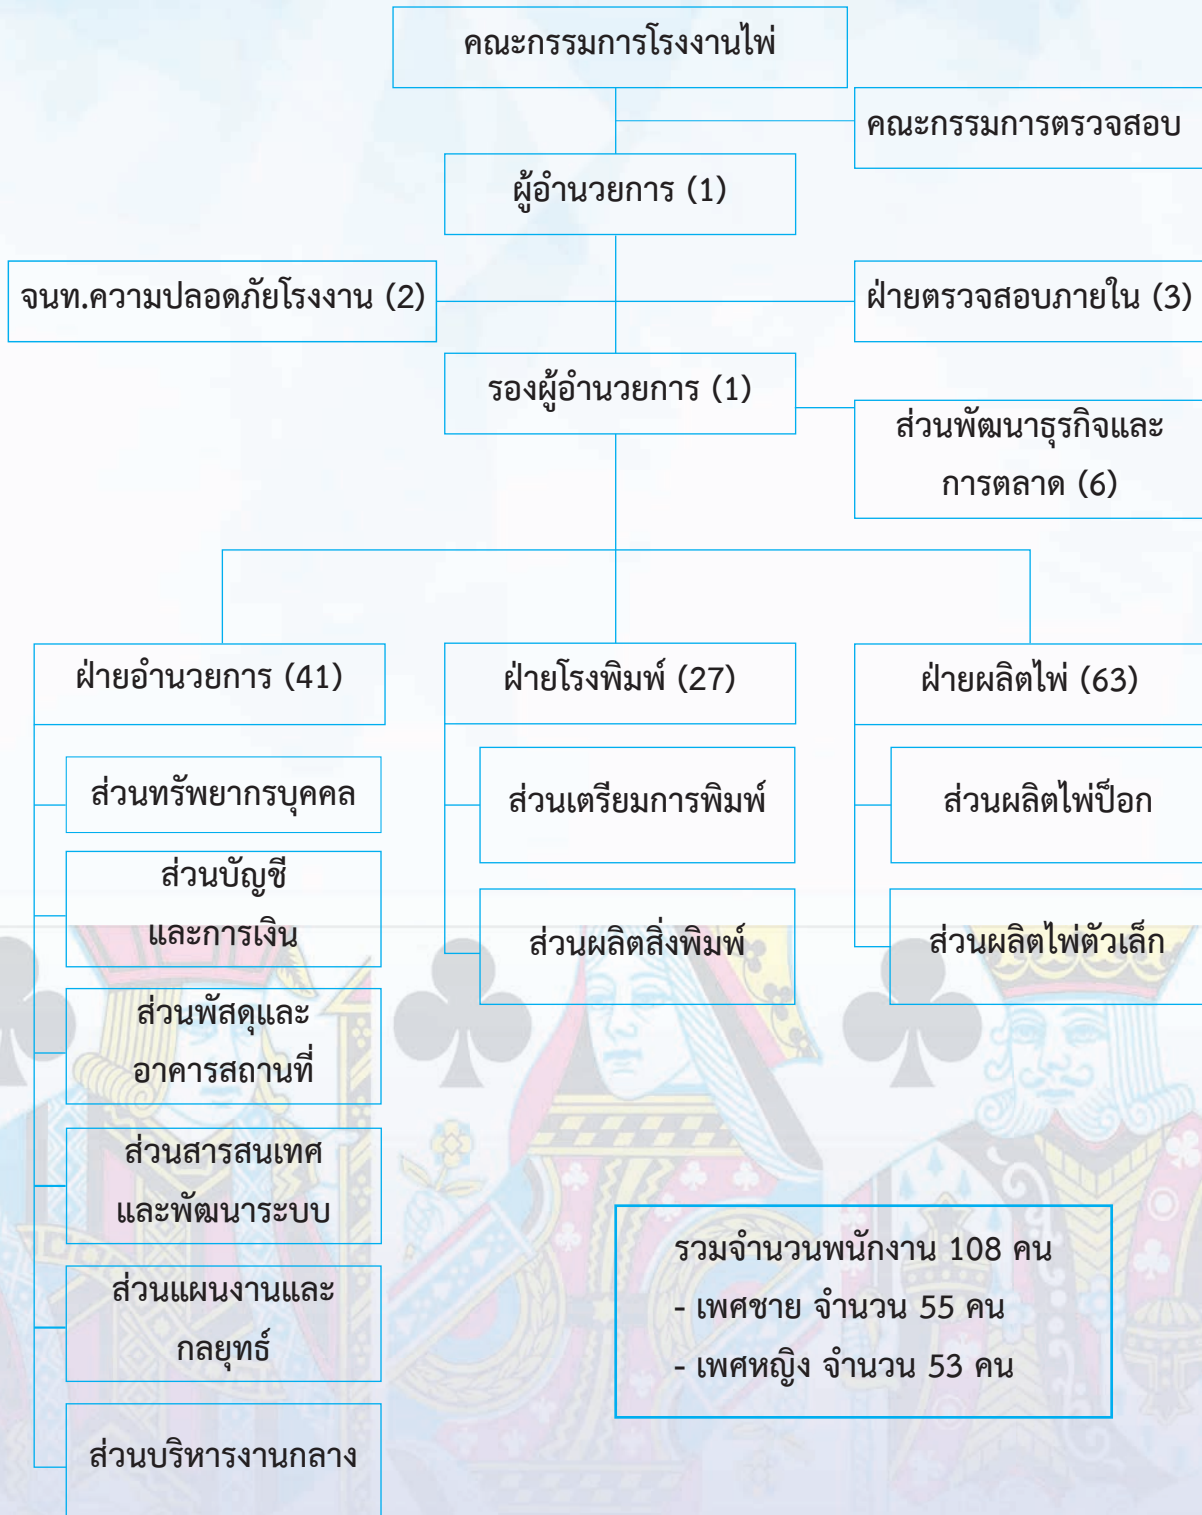 คณะกรรมการโรงงานไพ่
คณะกรรมการตรวจสอบ
ผู้อำนวยการ (1)
จนท.ความปลอดภัยโรงงาน (2)
ฝ่ายตรวจสอบภายใน (3)
รองผู้อำนวยการ (1)
ส่วนพัฒนาธุรกิจและ
การตลาด (6)
ฝ่ายอำนวยการ (41)
ส่วนทรัพยากรบุคคล
ส่วนบัญชี
และการเงิน
ส่วนพัสดุและ
อาคารสถานที่
ส่วนสารสนเทศ
และพัฒนาระบบ
ส่วนแผนงานและ
กลยุทธ์
ส่วนบริหารงานกลาง
ฝ่ายโรงพิมพ์ (27)
ส่วนเตรียมการพิมพ์
ส่วนผลิตสิ่งพิมพ์
ฝ่ายผลิตไพ่ (63)
ส่วนผลิตไพ่ป็อก
ส่วนผลิตไพ่ตัวเล็ก
รวมจำนวนพนักงาน 108 คน
- เพศชาย จำนวน 55 คน
- เพศหญิง จำนวน 53 คน